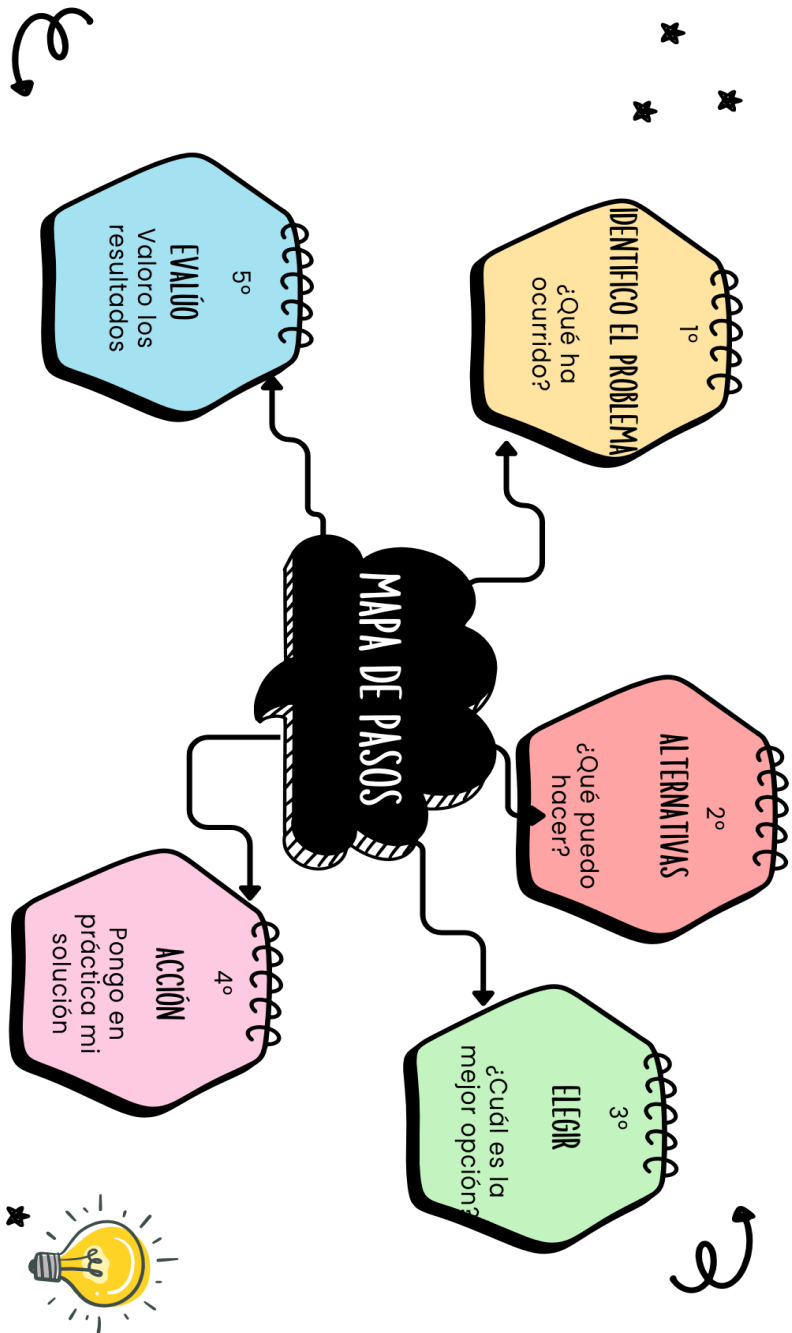 1º
IDENTIFICO EL PROBLEMA
¿Qué ha
ocurrido?
2º
ALTERNATIVAS
¿Qué puedo
hacer?
3º
ELEGIR
¿Cuál es la
mejor opción?
MAPA DE PASOS
4º
ACCIÓN
Pongo en
práctica mi
solución
5º
EVALÚO
Valoro los
resultados